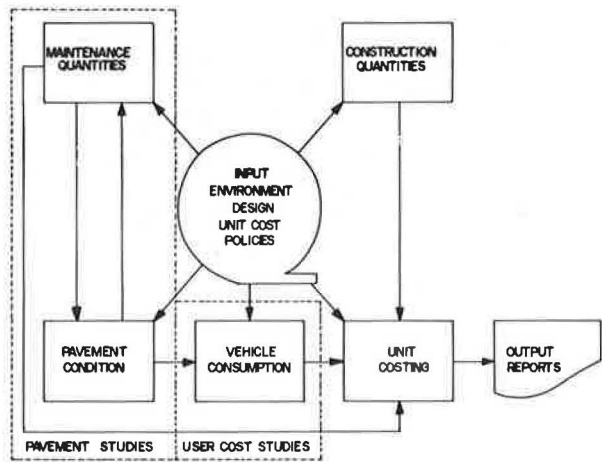 MAINTENANCE
QUANTITIES
CONSTRUCTION
QUANTITIES
INPUT
ENVIRONMENT
DESIGN
UNIT COST
POLICIES
PAVEMENT
CONDITION
VEHICLE
CONSUMPTION
UNIT
COSTING
OUTPUT
REPORTS
PAVEMENT STUDIES
USER COST STUDIES